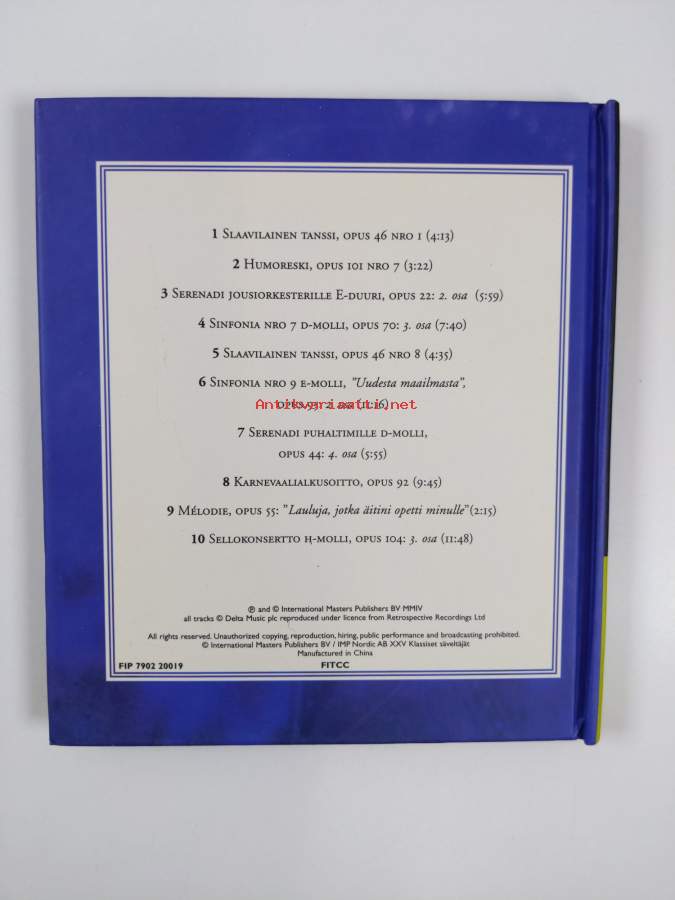 1 Slaavilainen tanssi, opus 46 nro 1 (4:13)
2 Humoreski, opus 101 nro 7 (3:22)
3 Serenadi jousiorkesterille E-duuri, opus 22: 2. osa (5:59)
4 Sinfonia nro 7 d-molli, opus 70: 3. osa (7:40)
5 Slaavilainen tanssi, opus 46 nro 8 (4:35)
6 Sinfonia nro 9 e-molli, "Uudesta maailmasta",
opus 95: 2. osa (11:16)
Antikvariaatti.net
7 Serenadi puhaltimille d-molli,
opus 44: 4. osa (5:55)
8 Karnevaalialkusoitto, opus 92 (9:45)
9 Mélodie, opus 55: "Lauluja, jotka äitini opetti minulle" (2:15)
10 Sellokonsertto h-molli, opus 104: 3. osa (11:48)
℗ and © International Masters Publishers BV MMIV
all tracks © Delta Music plc reproduced under licence from Retrospective Recordings Ltd
All rights reserved. Unauthorized copying, reproduction, hiring, public performance and broadcasting prohibited.
© International Masters Publishers BV / IMP Nordic AB XXV Klassiset säveltäjät
Manufactured in China
FIP 7902 20019 FITCC